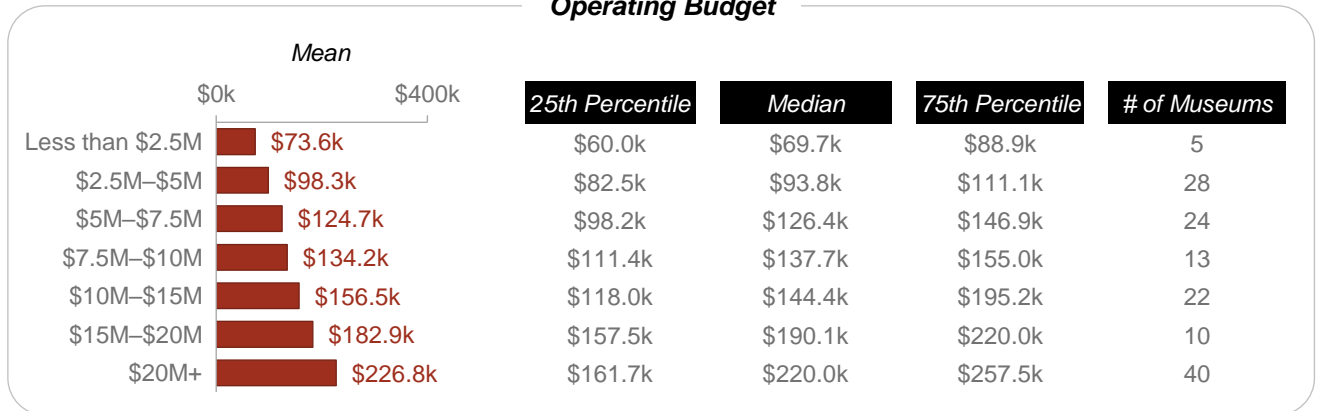 Operating Budget
Mean
$0k $400k 25th Percentile Median 75th Percentile # of Museums
Less than $2.5M $73.6k $60.0k $69.7k $88.9k 5
$2.5M–$5M $98.3k $82.5k $93.8k $111.1k 28
$5M–$7.5M $124.7k $98.2k $126.4k $146.9k 24
$7.5M–$10M $134.2k $111.4k $137.7k $155.0k 13
$10M–$15M $156.5k $118.0k $144.4k $195.2k 22
$15M–$20M $182.9k $157.5k $190.1k $220.0k 10
$20M+ $226.8k $161.7k $220.0k $257.5k 40